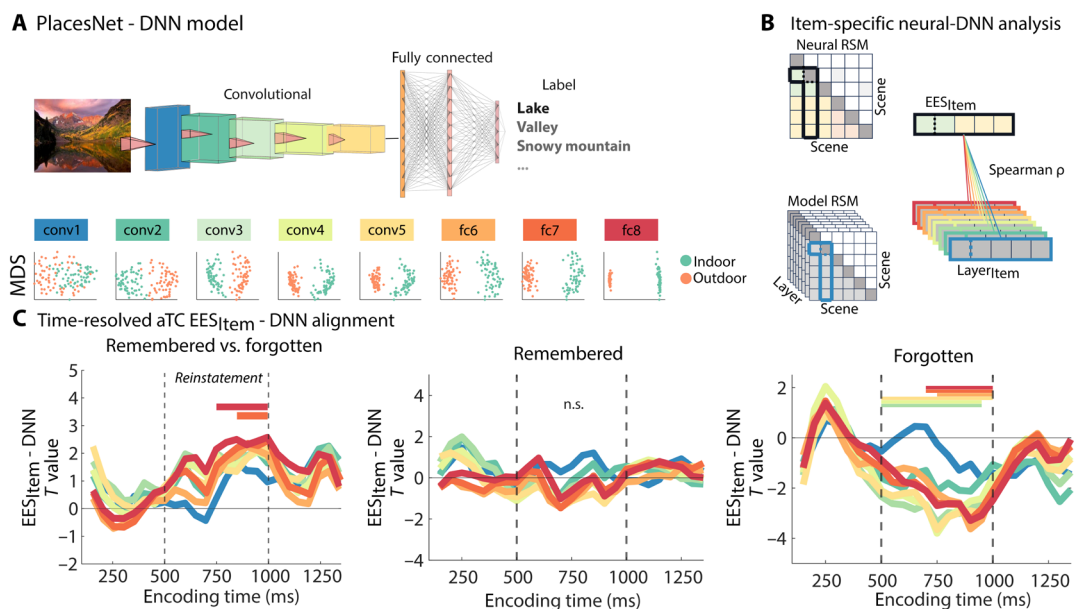 A PlacesNet - DNN model
Fully connected
Convolutional
Label
Lake
Valley
Snowy mountain
...
conv1 conv2 conv3 conv4 conv5 fc6 fc7 fc8
MDS
Indoor
Outdoor
B Item-specific neural-DNN analysis
Neural RSM
Scene
Scene
EESItem
Spearman ρ
Model RSM
Scene
Layer
Scene
LayerItem
C Time-resolved aTC EESItem - DNN alignment
Remembered vs. forgotten
Reinstatement
EESItem - DNN
T value
5
4
3
2
1
0
−1
−2
250 500 750 1000 1250
Encoding time (ms)
Remembered
n.s.
EESItem - DNN
T value
4
2
0
−2
−4
250 500 750 1000 1250
Encoding time (ms)
Forgotten
EESItem - DNN
T value
2
0
−2
−4
250 500 750 1000 1250
Encoding time (ms)